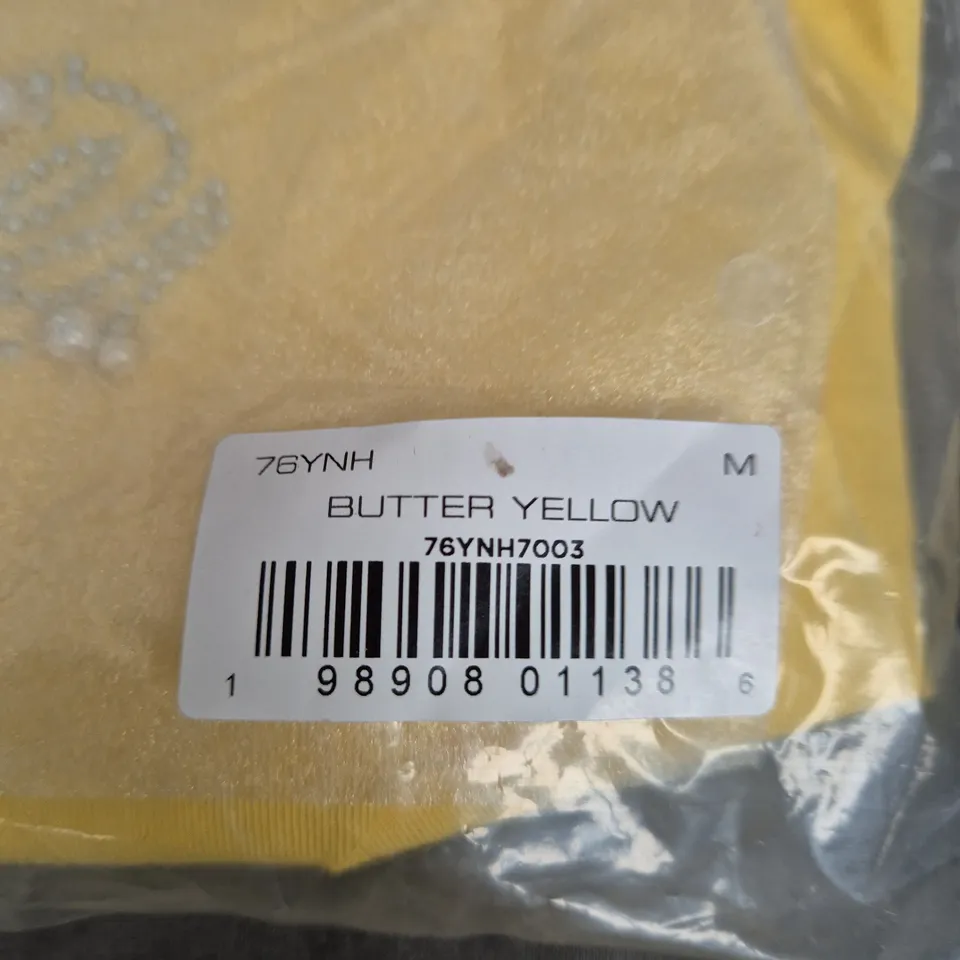 76YNH M
BUTTER YELLOW
76YNH7003
1 98908 01138 6